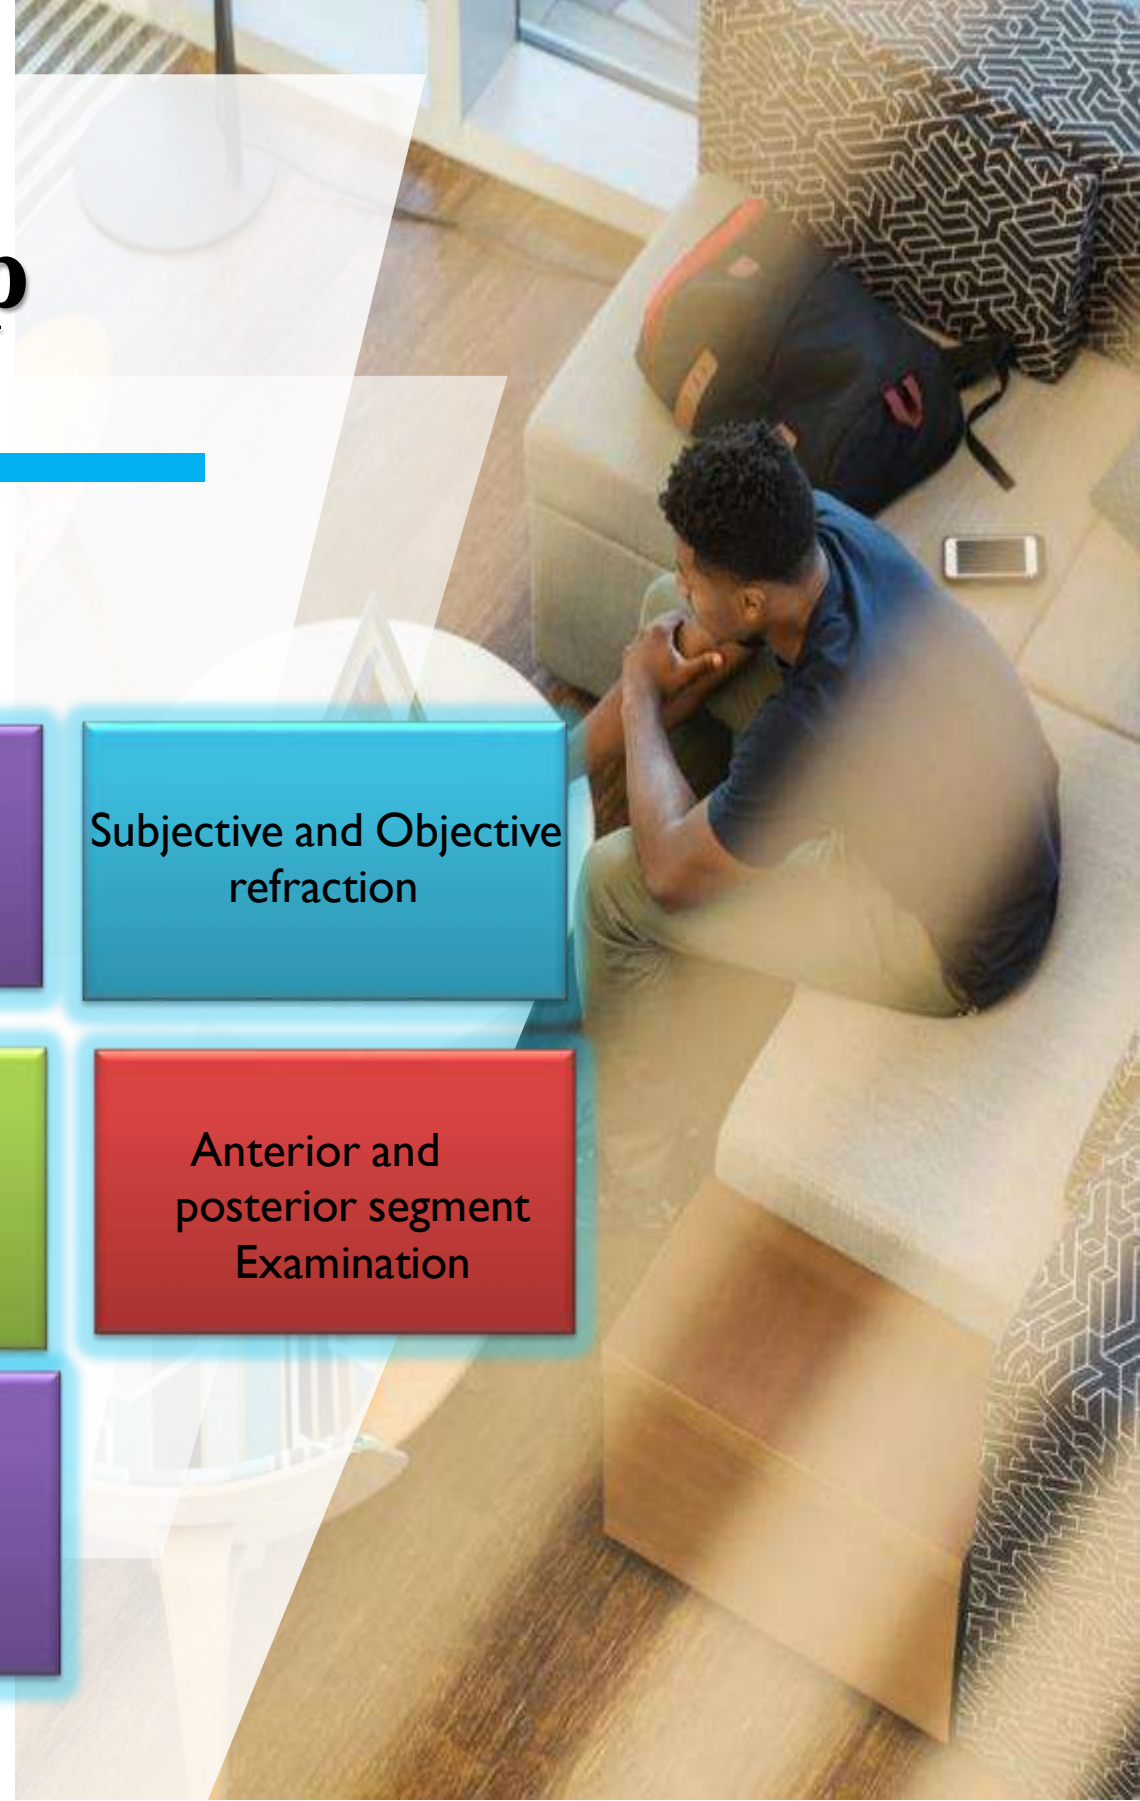 Subjective and Objective
refraction
Anterior and
posterior segment
Examination